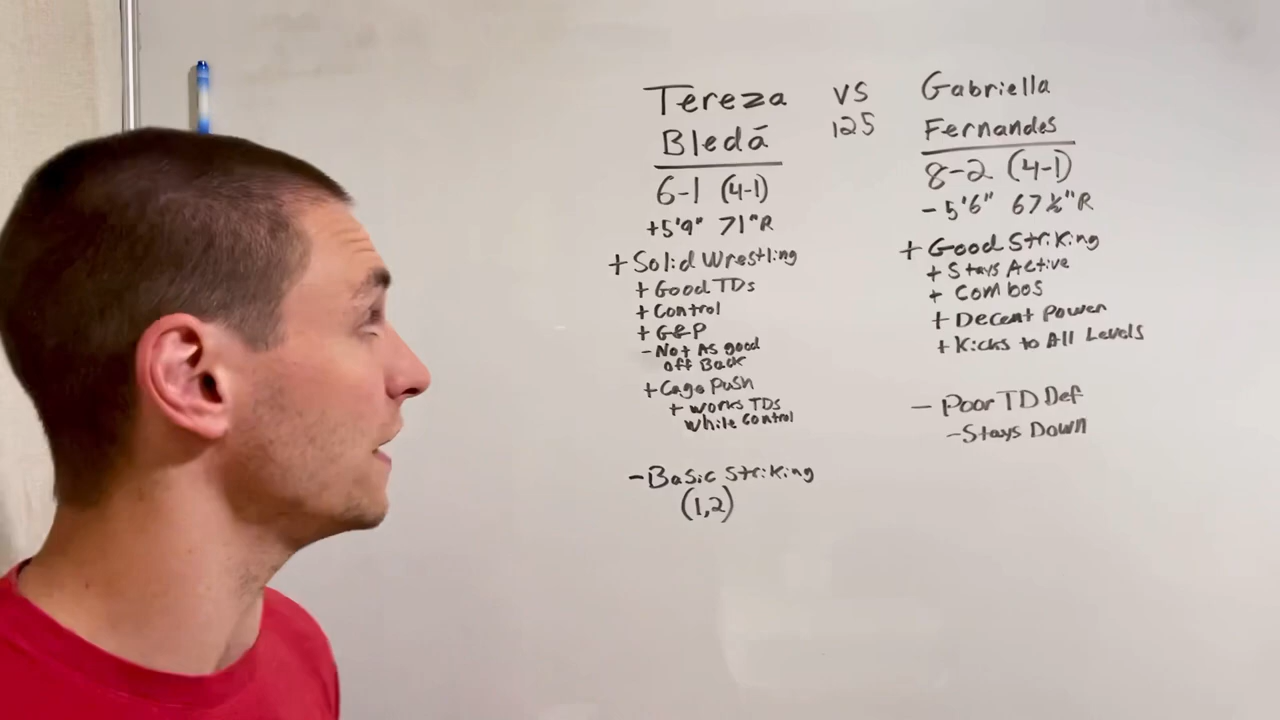 Tereza
Bledá
6-1 (4-1)
+5'9" 71"R
+ Solid Wrestling
+ Good TDs
+ Control
+ G&P
- Not As good
off Back
+ Cage Push
+ works TDs
while Control
- Basic Striking
(1,2)
vs
125
Gabriella
Fernandes
8-2 (4-1)
- 5'6" 67½"R
+ Good Striking
+ Stays Active
+ Combos
+ Decent Power
+ Kicks to All Levels
- Poor TD Def
- Stays Down